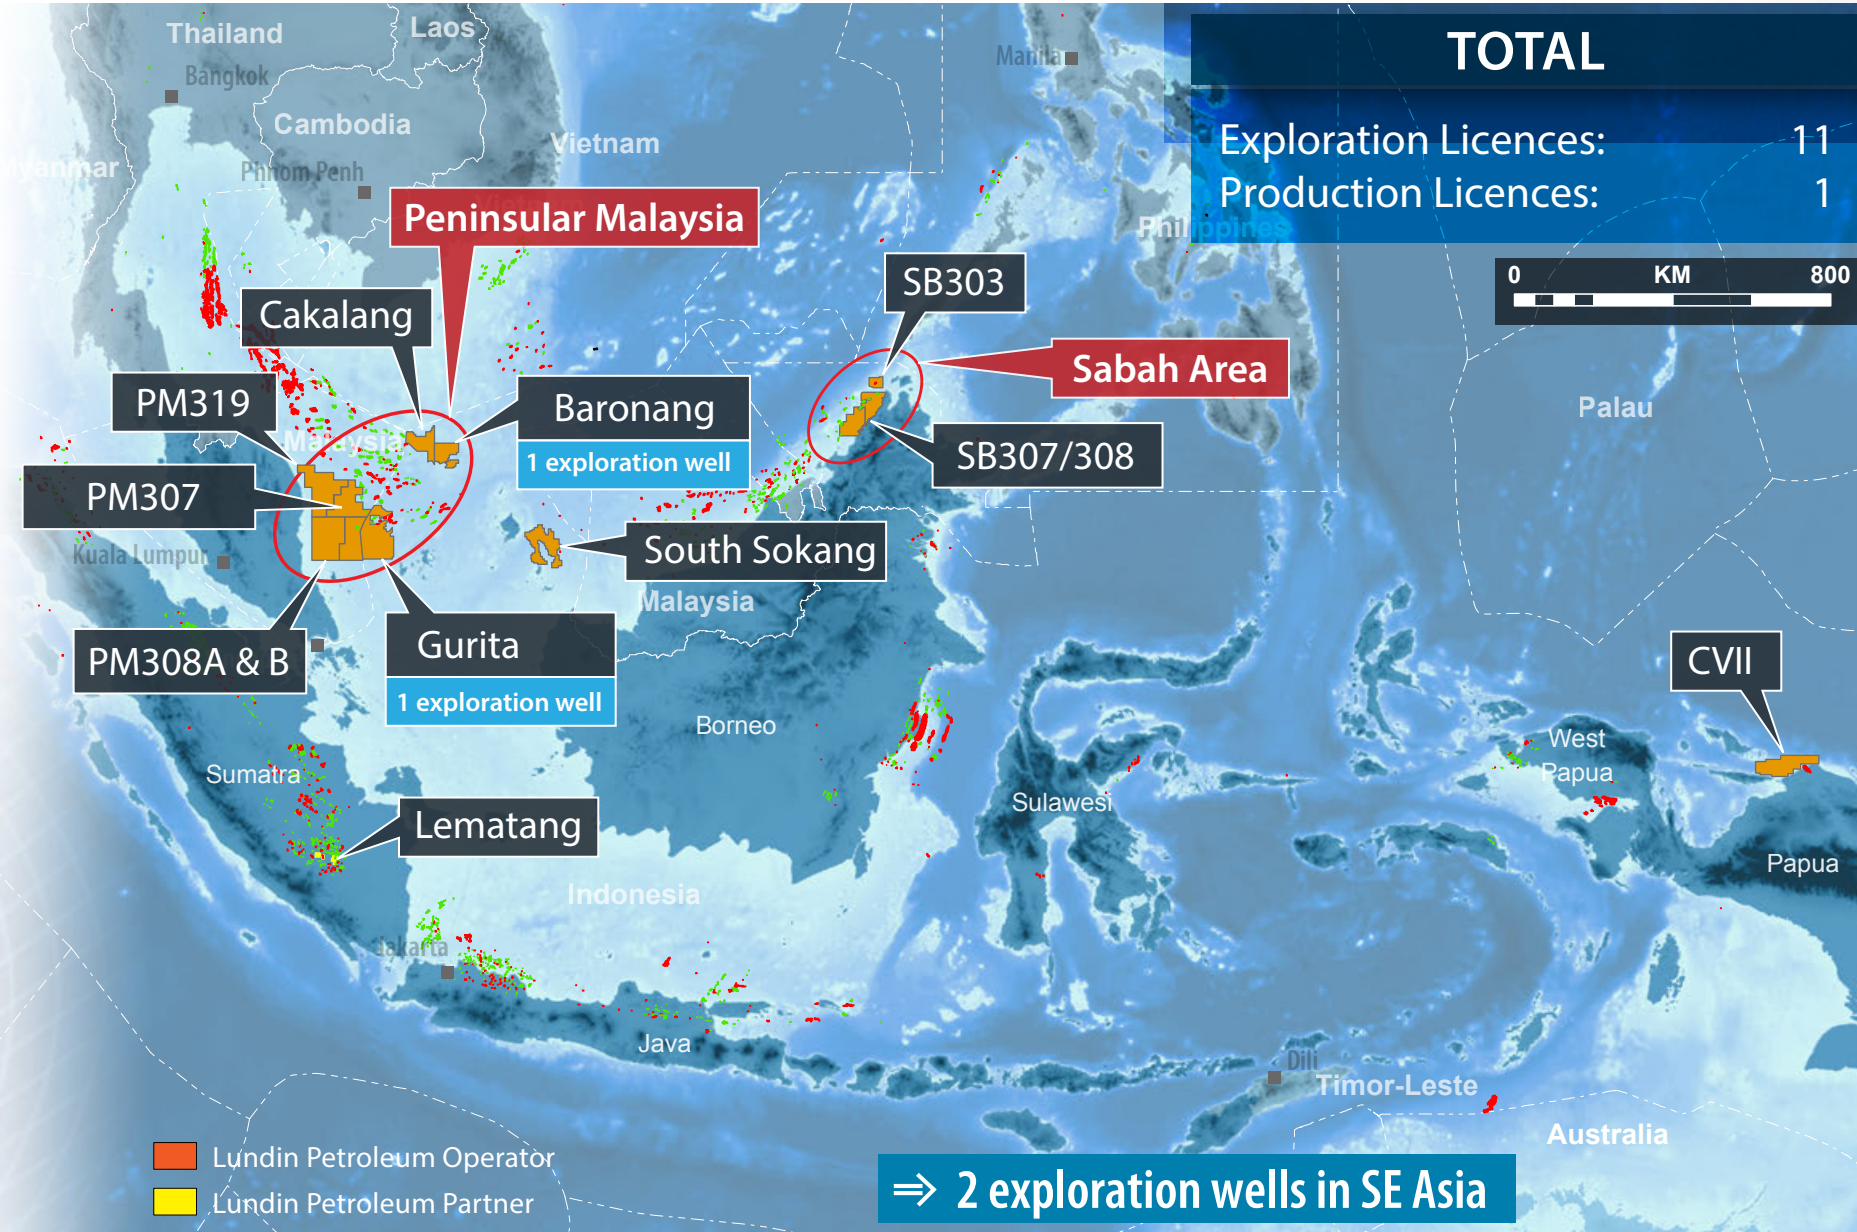 Thailand
Laos
Bangkok
Cambodia
Phnom Penh
Myanmar
Vietnam
Vietnam
Manila
Philippines
TOTAL
Exploration Licences: 11
Production Licences: 1
0 KM 800
Peninsular Malaysia
Cakalang
PM319
PM307
Malaysia
Baronang
1 exploration well
SB303
Sabah Area
SB307/308
Palau
Kuala Lumpur
South Sokang
Malaysia
PM308A & B
Gurita
1 exploration well
CVII
Borneo
Sumatra
West
Papua
Sulawesi
Lematang
Papua
Indonesia
Jakarta
Java
Dili
Timor-Leste
Australia
Lundin Petroleum Operator
Lundin Petroleum Partner
⇒ 2 exploration wells in SE Asia